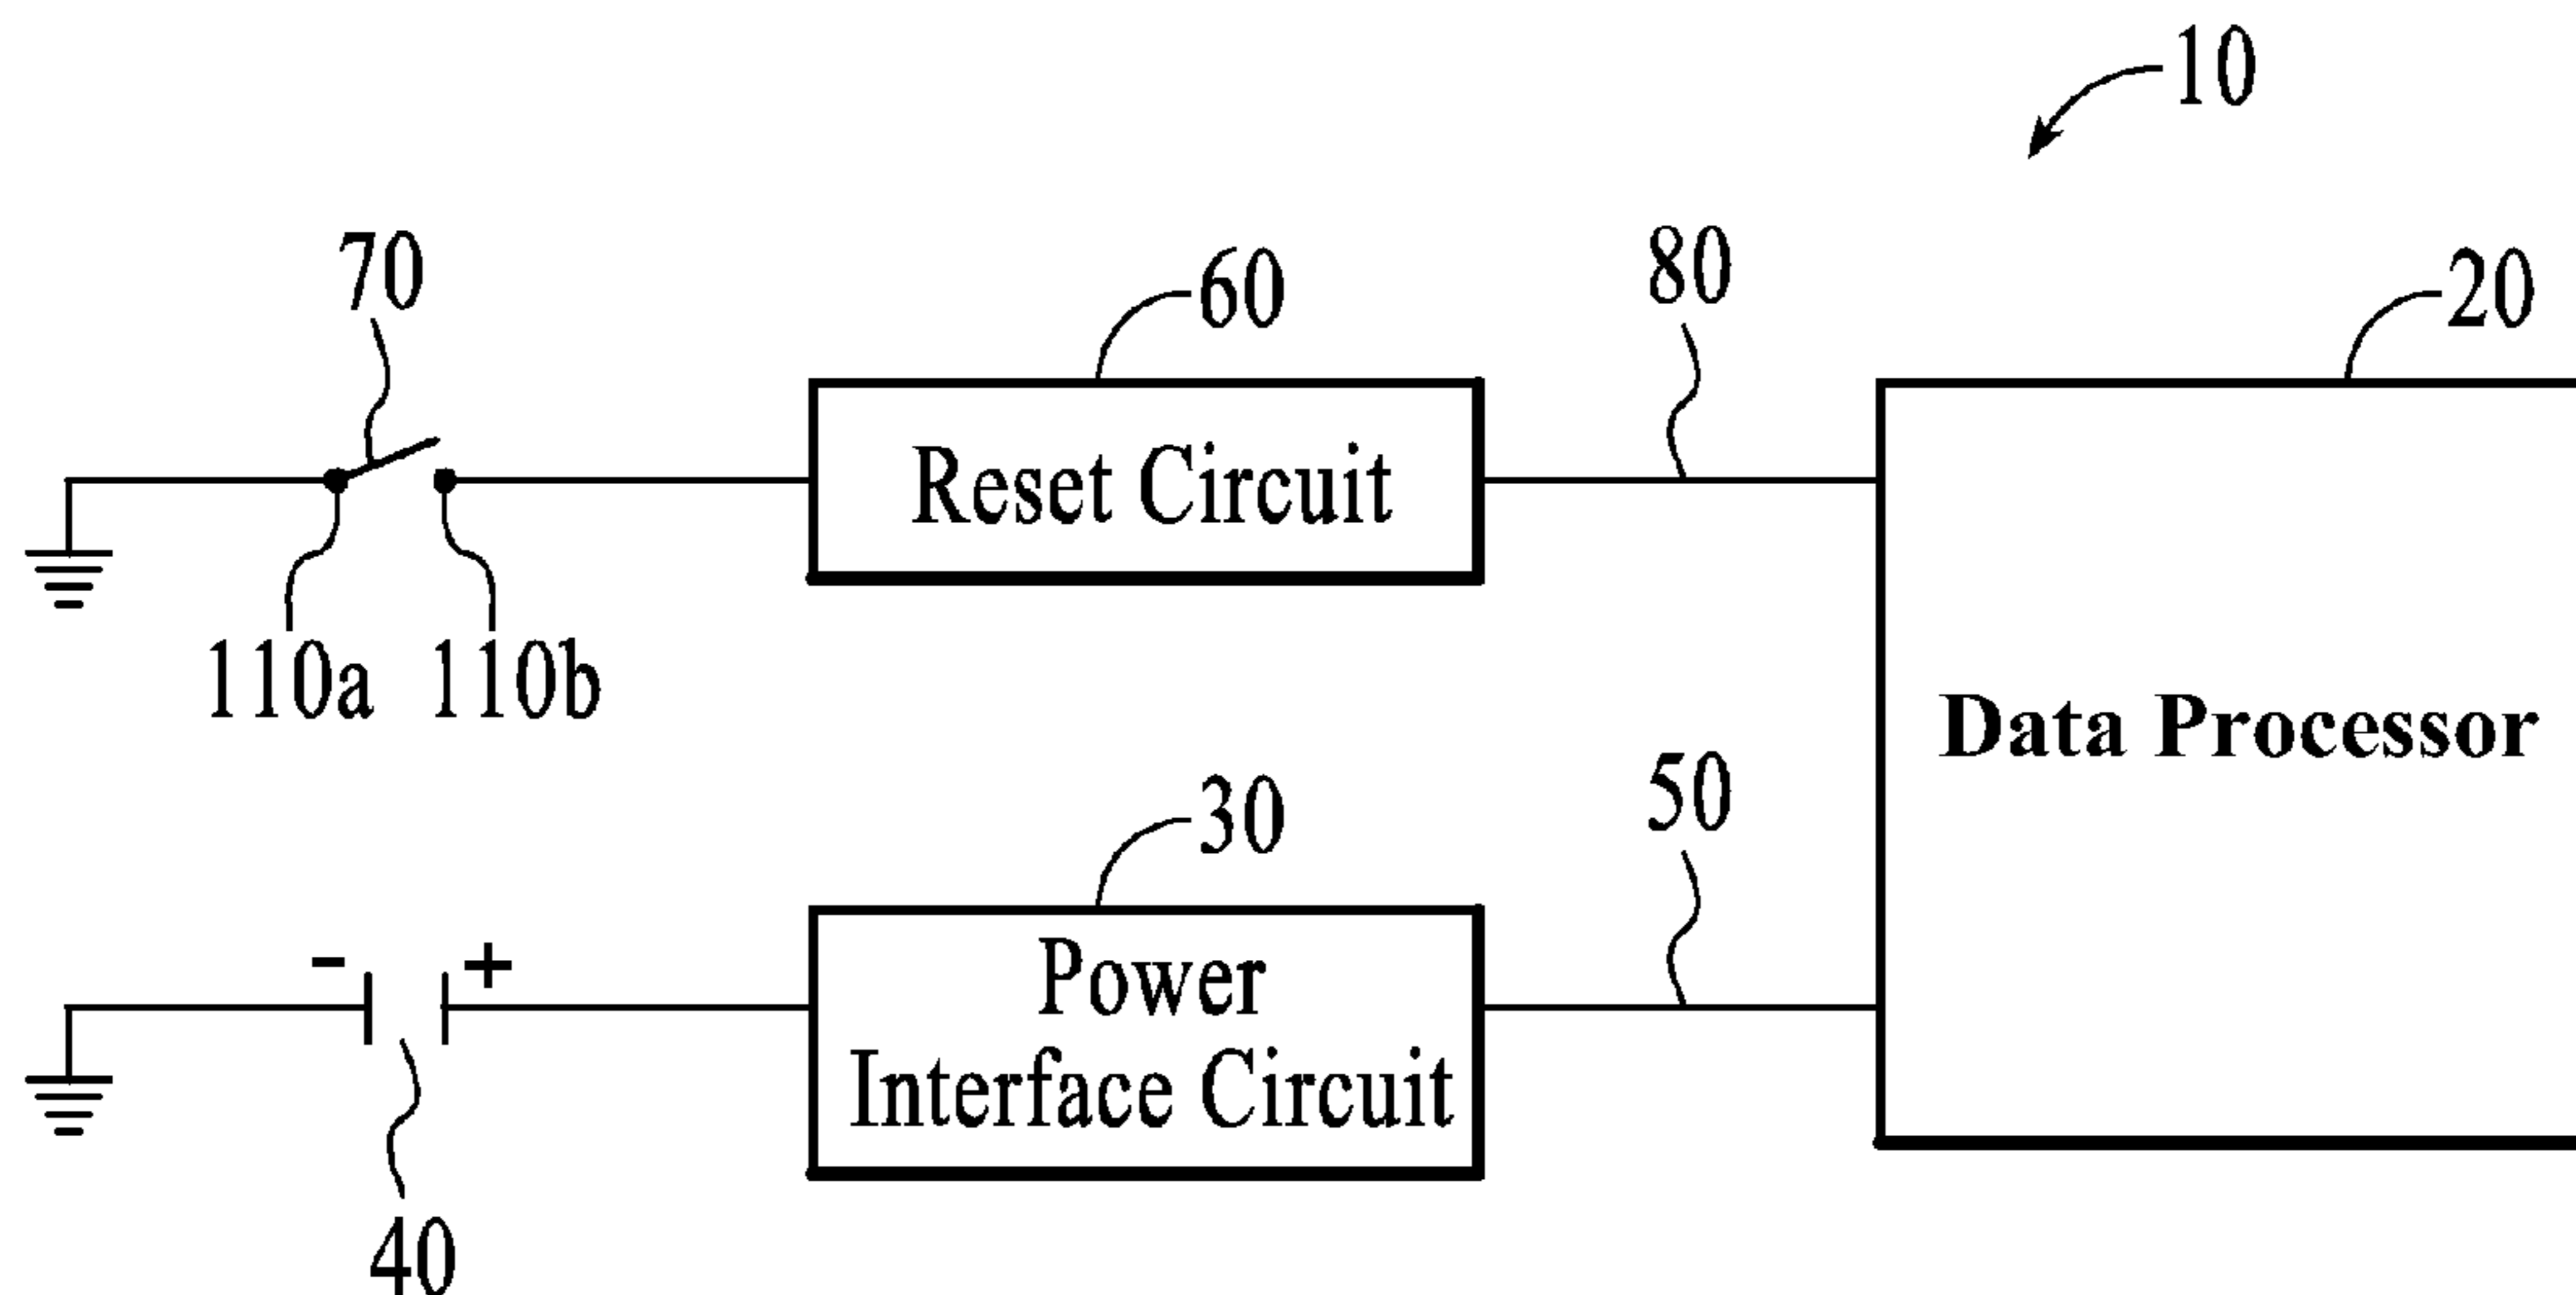 10
70
60
80
20
Reset Circuit
110a
110b
Data Processor
30
50
- +
Power
Interface Circuit
40